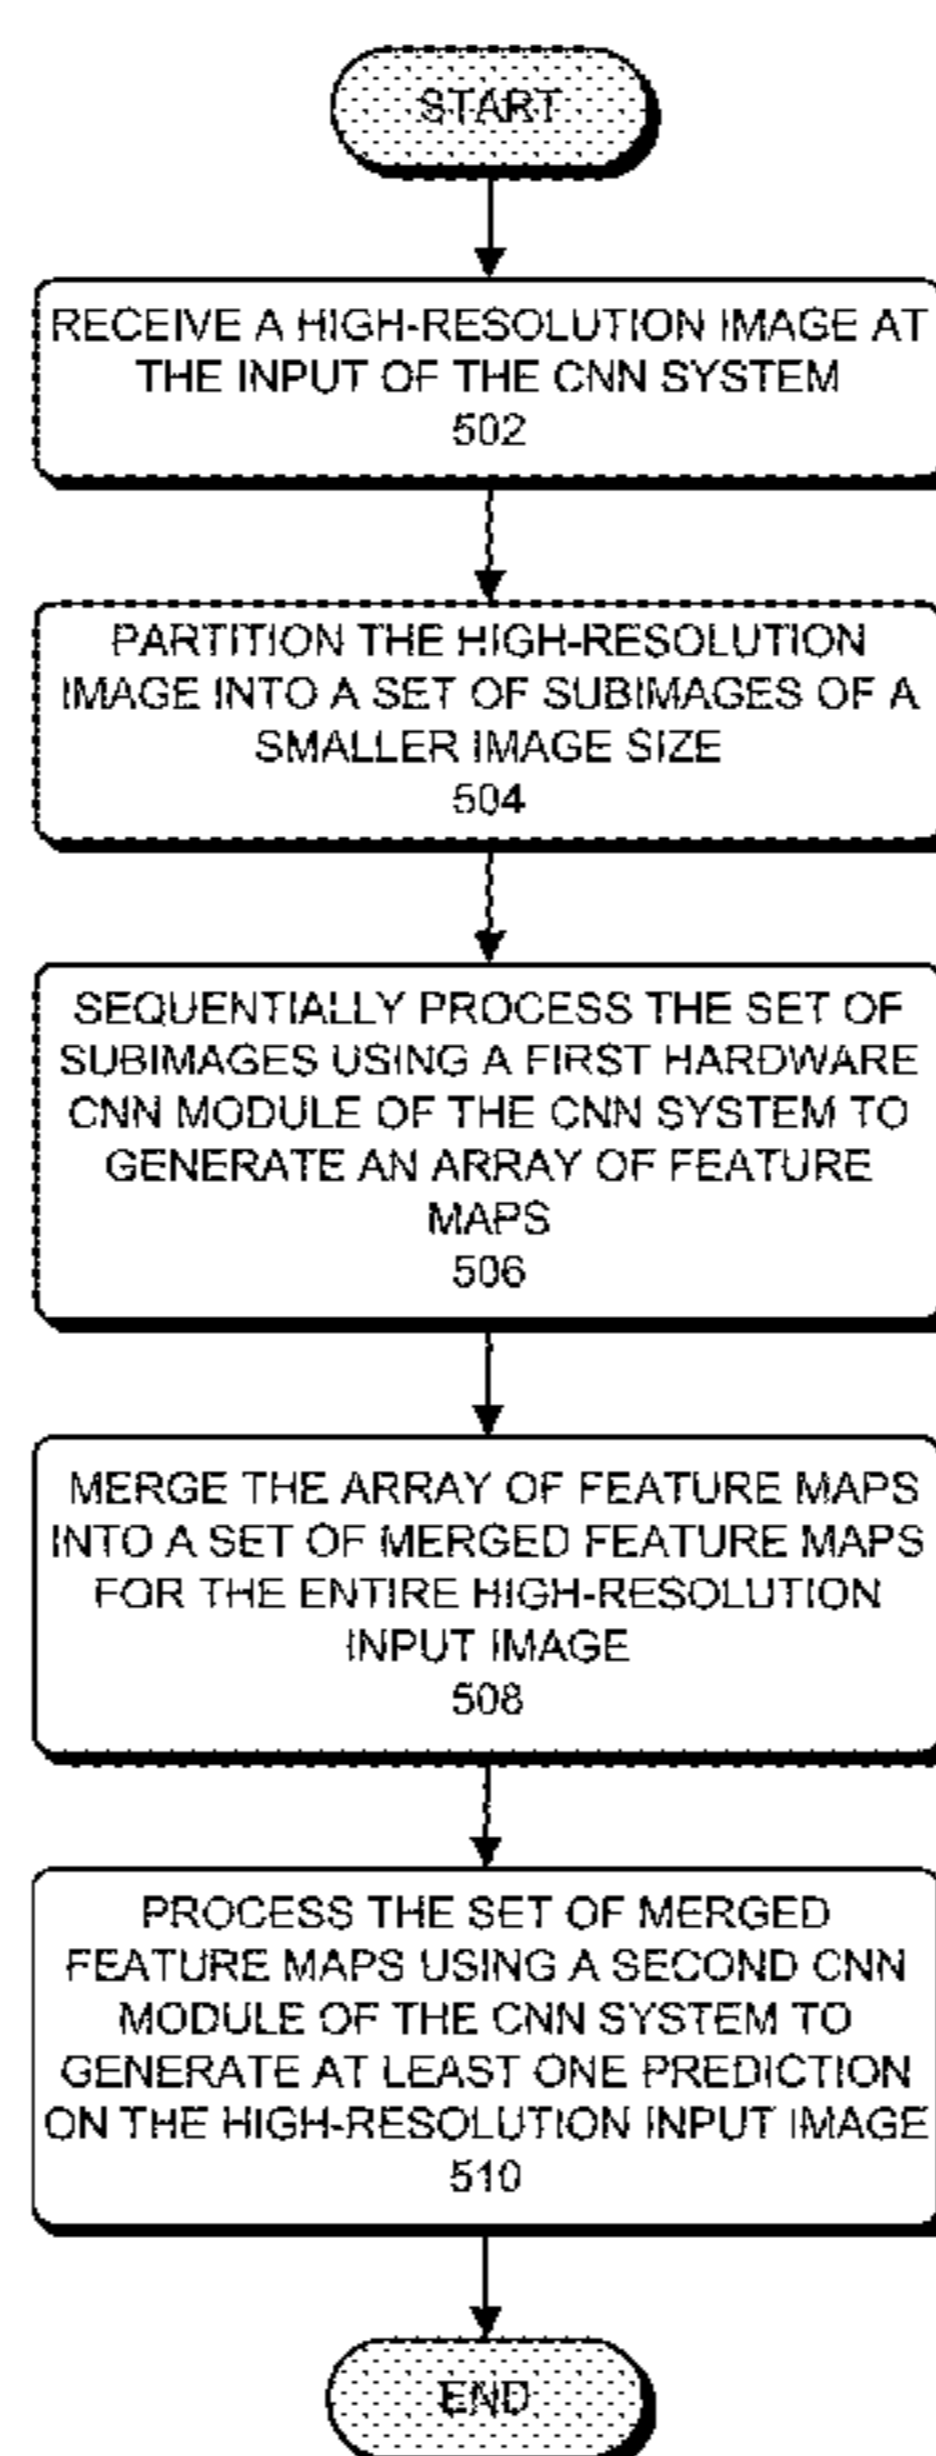 START
RECEIVE A HIGH-RESOLUTION IMAGE AT
THE INPUT OF THE CNN SYSTEM
502
PARTITION THE HIGH-RESOLUTION
IMAGE INTO A SET OF SUBIMAGES OF A
SMALLER IMAGE SIZE
504
SEQUENTIALLY PROCESS THE SET OF
SUBIMAGES USING A FIRST HARDWARE
CNN MODULE OF THE CNN SYSTEM TO
GENERATE AN ARRAY OF FEATURE
MAPS
506
MERGE THE ARRAY OF FEATURE MAPS
INTO A SET OF MERGED FEATURE MAPS
FOR THE ENTIRE HIGH-RESOLUTION
INPUT IMAGE
508
PROCESS THE SET OF MERGED
FEATURE MAPS USING A SECOND CNN
MODULE OF THE CNN SYSTEM TO
GENERATE AT LEAST ONE PREDICTION
ON THE HIGH-RESOLUTION INPUT IMAGE
510
END